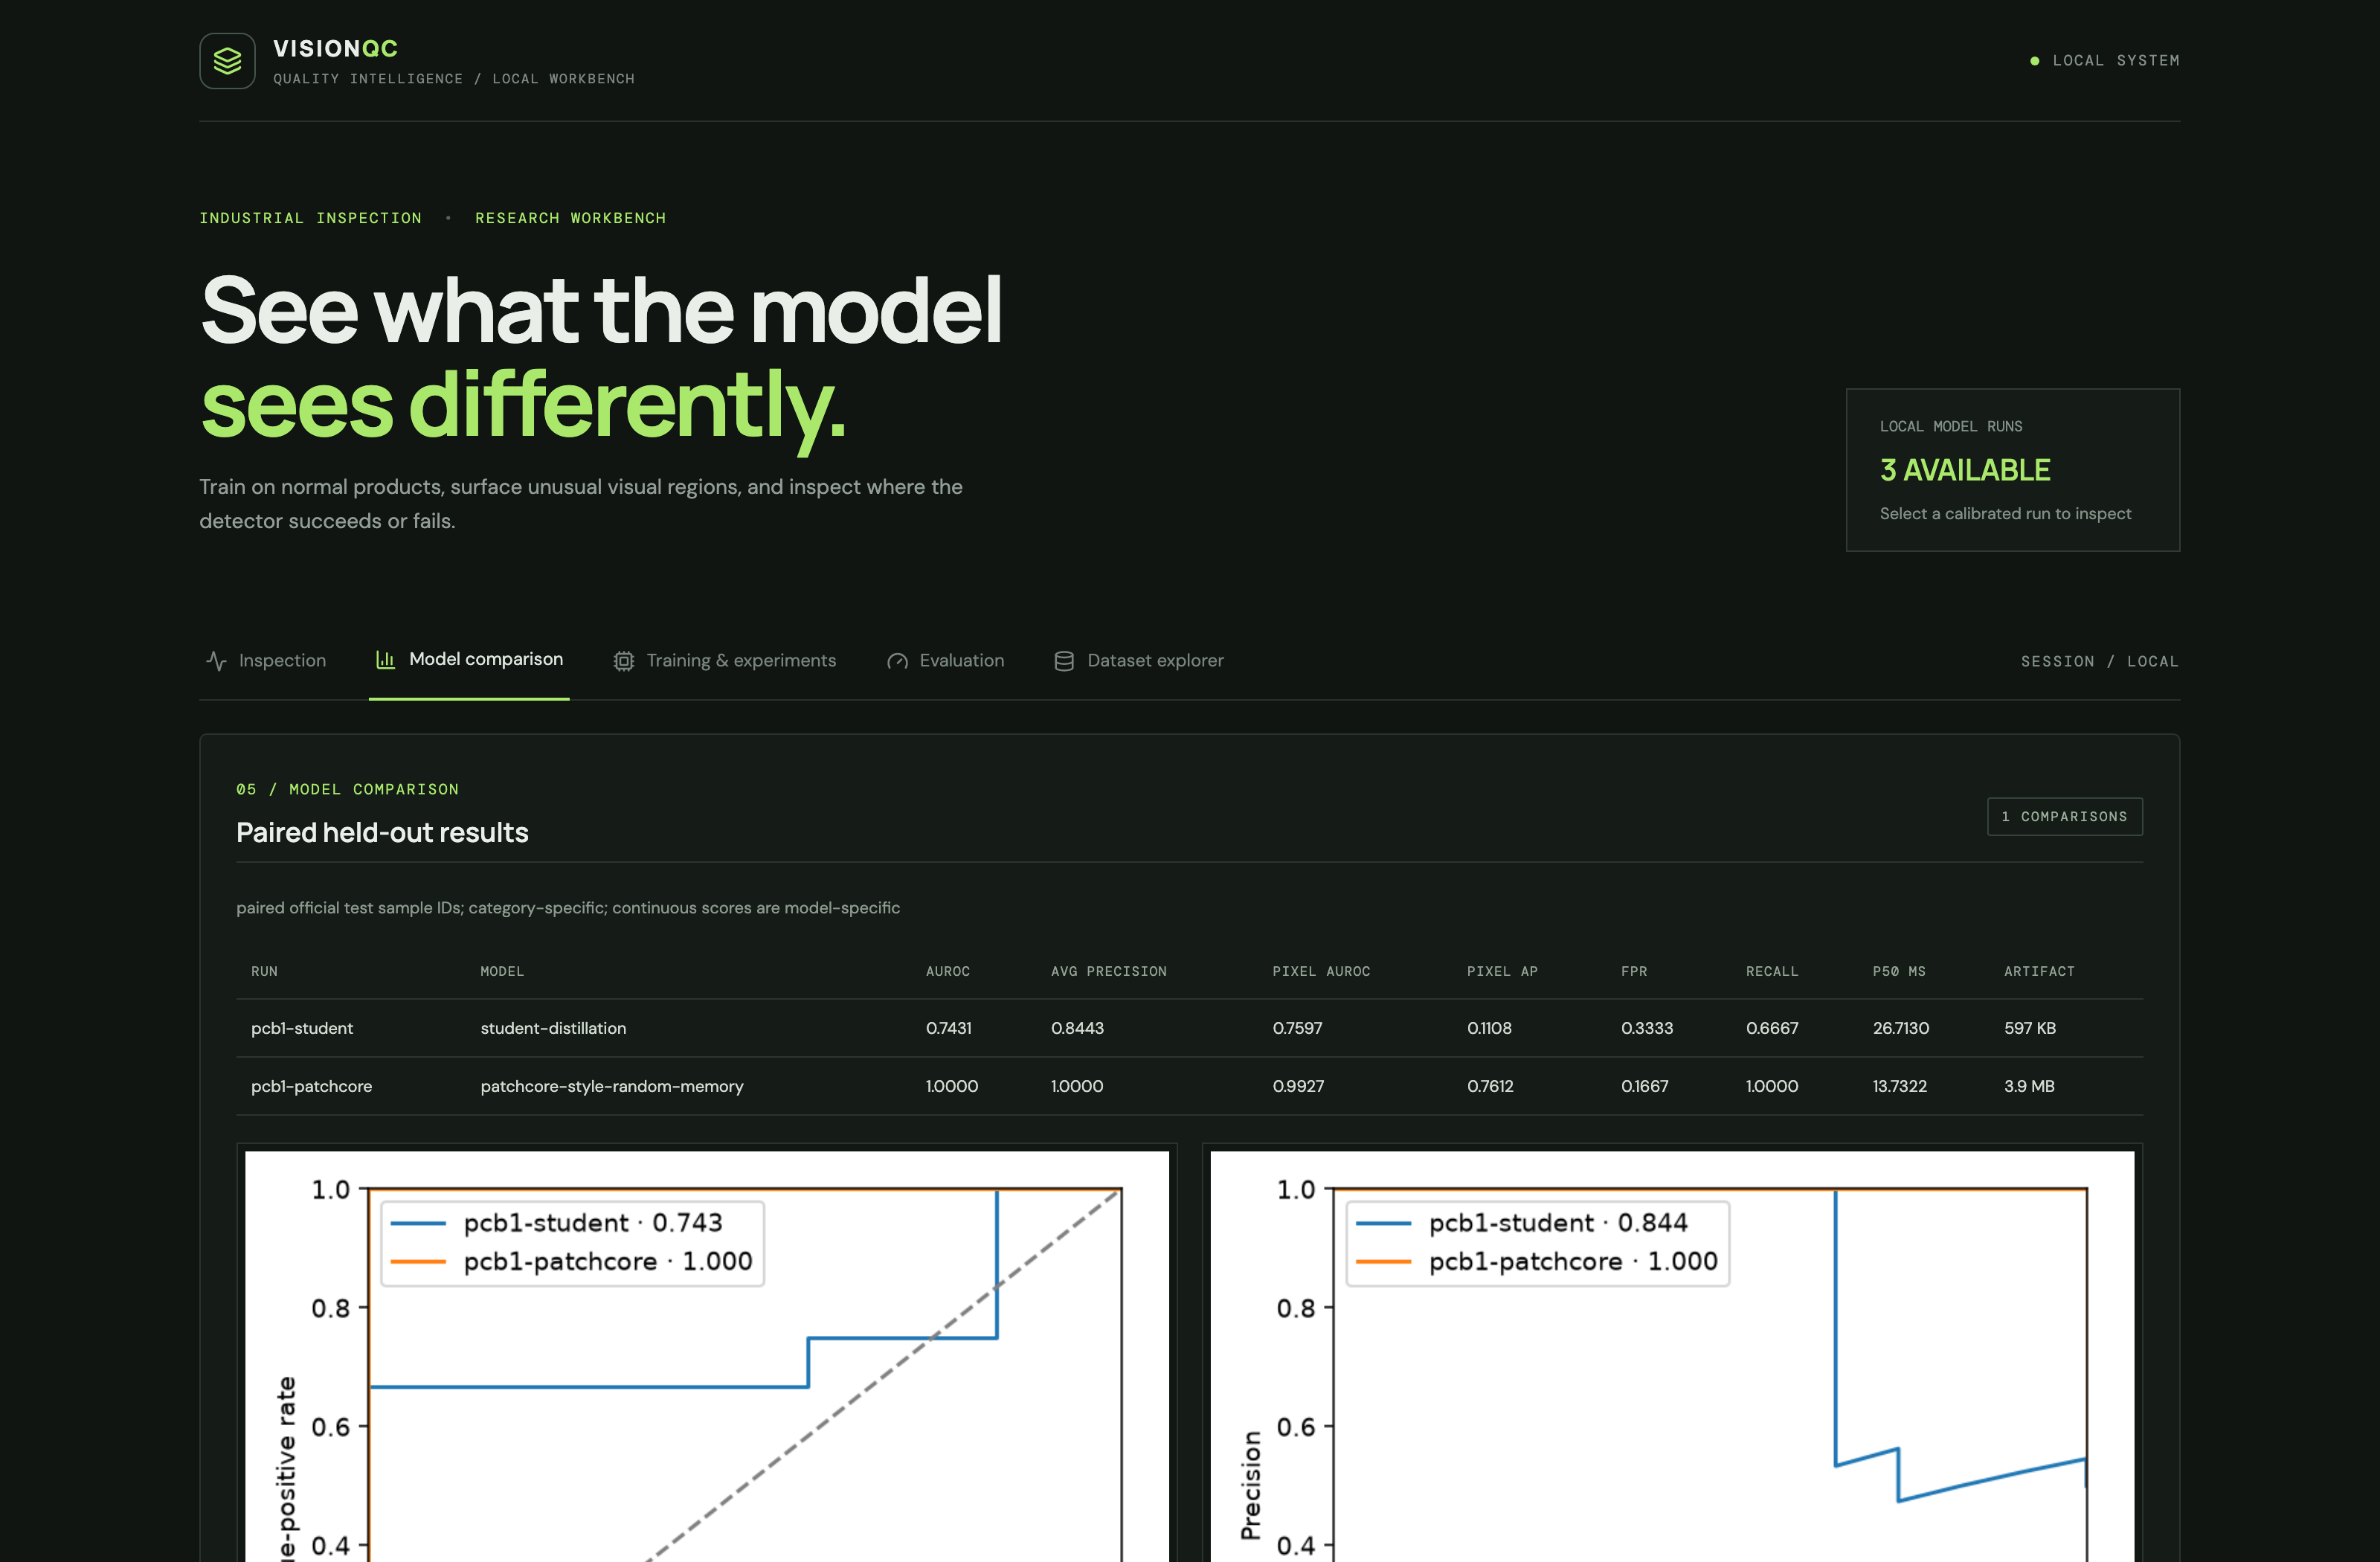 VISIONQC
QUALITY INTELLIGENCE / LOCAL WORKBENCH
LOCAL SYSTEM
INDUSTRIAL INSPECTION • RESEARCH WORKBENCH
See what the model
sees differently.
Train on normal products, surface unusual visual regions, and inspect where the
detector succeeds or fails.
LOCAL MODEL RUNS
3 AVAILABLE
Select a calibrated run to inspect
Inspection Model comparison Training & experiments Evaluation Dataset explorer SESSION / LOCAL
05 / MODEL COMPARISON
Paired held-out results
1 COMPARISONS
paired official test sample IDs; category-specific; continuous scores are model-specific
RUN MODEL AUROC AVG PRECISION PIXEL AUROC PIXEL AP FPR RECALL P50 MS ARTIFACT
pcb1-student student-distillation 0.7431 0.8443 0.7597 0.1108 0.3333 0.6667 26.7130 597 KB
pcb1-patchcore patchcore-style-random-memory 1.0000 1.0000 0.9927 0.7612 0.1667 1.0000 13.7322 3.9 MB
1.0
pcb1-student · 0.743
pcb1-patchcore · 1.000
0.8
0.6
0.4
ue-positive rate
1.0
pcb1-student · 0.844
pcb1-patchcore · 1.000
0.8
0.6
0.4
Precision